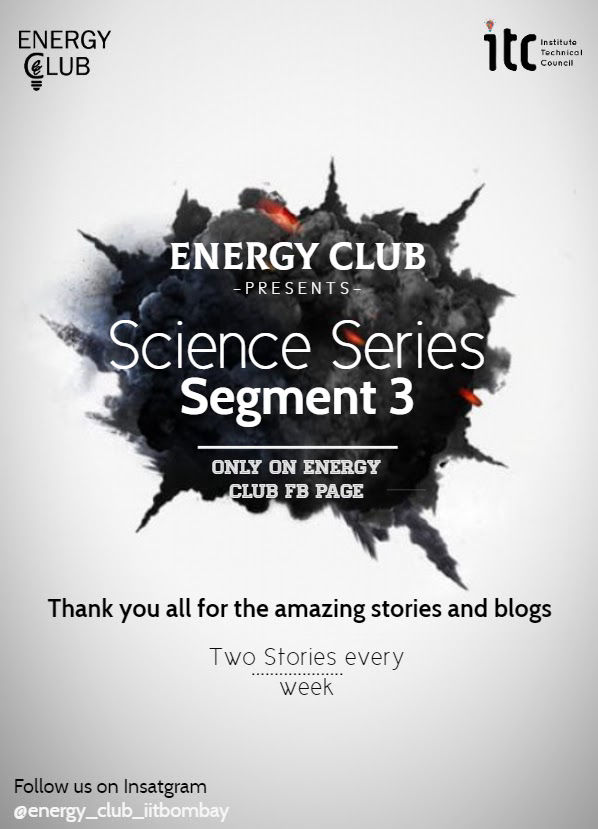 ENERGY
CLUB
itc
Institute
Technical
Council
ENERGY CLUB
-PRESENTS-
Science Series
Segment 3
ONLY ON ENERGY
CLUB FB PAGE
Thank you all for the amazing stories and blogs
Two Stories every
week
Follow us on Insatgram
@energy_club_iitbombay